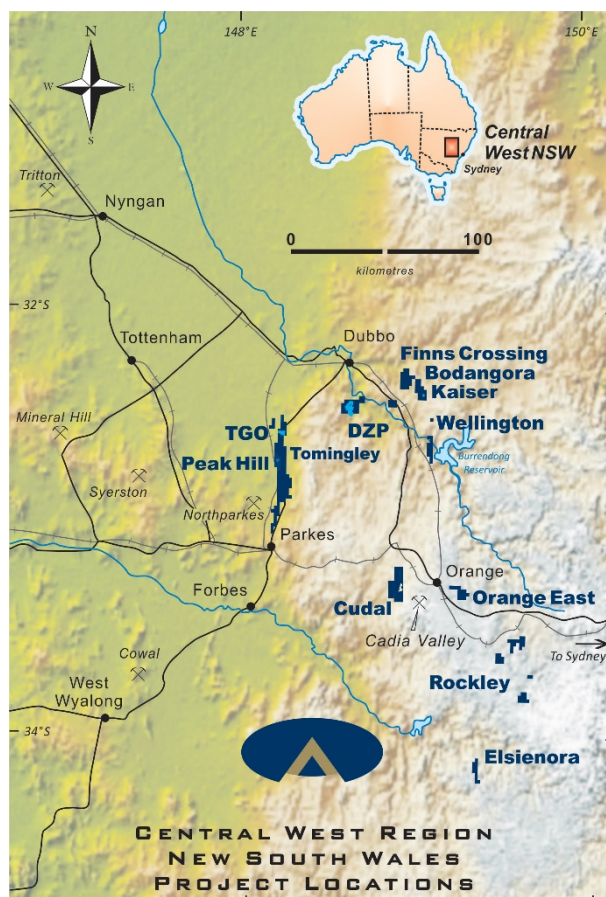 148°E
150°E
N
W
E
S
Central
West NSW
Sydney
Tritton
Nyngan
0
100
kilometres
32°S
Dubbo
Tottenham
Finns Crossing
Bodangora
Kaiser
Mineral Hill
TGO
DZP
Wellington
Peak Hill
Tomingley
Burrendong
Reservoir
Syerston
Northparkes
Parkes
Orange
Forbes
Cudal
Orange East
Cadia Valley
Cowal
To Sydney
West
Wyalong
Rockley
34°S
Elsienora
CENTRAL WEST REGION
NEW SOUTH WALES
PROJECT LOCATIONS